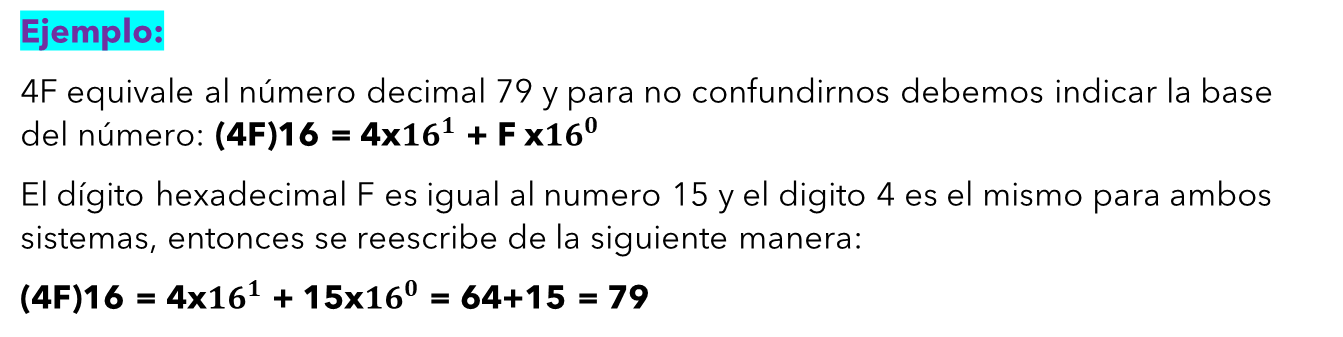 Ejemplo:
4F equivale al número decimal 79 y para no confundirnos debemos indicar la base
del número: (4F)16 = 4x16¹ + F x16⁰
El dígito hexadecimal F es igual al numero 15 y el digito 4 es el mismo para ambos
sistemas, entonces se reescribe de la siguiente manera:
(4F)16 = 4x16¹ + 15x16⁰ = 64+15 = 79